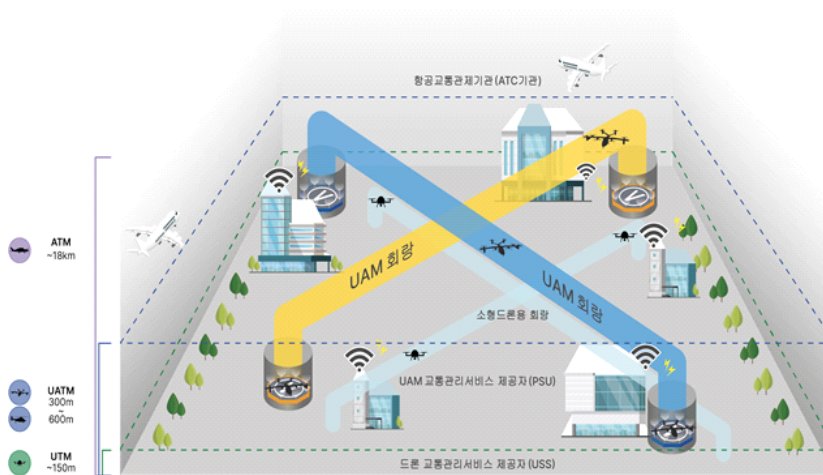 항공교통관제기관(ATC기관)
ATM
~18km
UAM 회랑
UAM 회랑
소형드론용 회랑
UATM
300m
~
600m
UAM 교통관리서비스 제공자(PSU)
UTM
~150m
드론 교통관리서비스 제공자(USS)